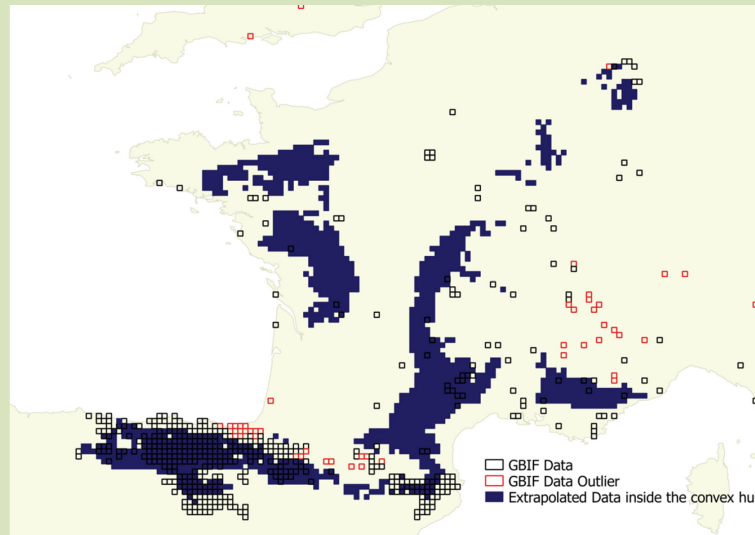 GBIF Data
GBIF Data Outlier
Extrapolated Data inside the convex hu